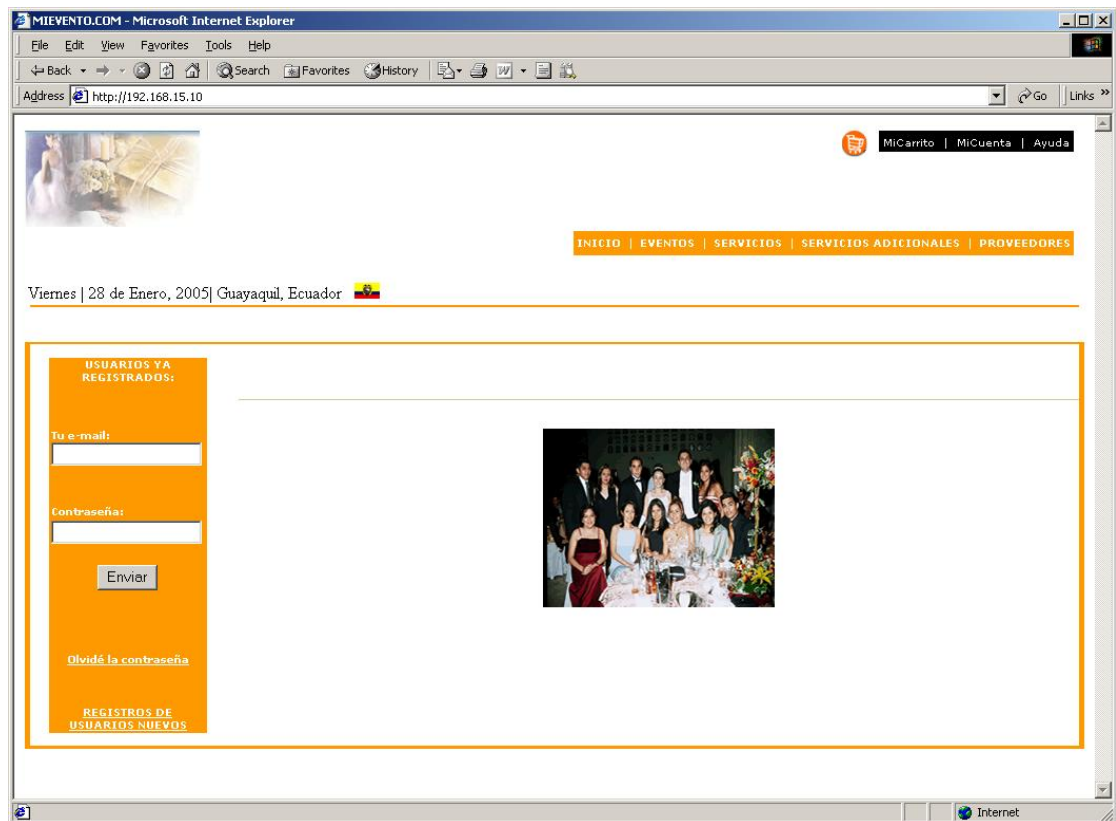 MIEVENTO.COM - Microsoft Internet Explorer
File Edit View Favorites Tools Help
Back Search Favorites History
Address http://192.168.15.10 Go Links »
MiCarrito | MiCuenta | Ayuda
INICIO | EVENTOS | SERVICIOS | SERVICIOS ADICIONALES | PROVEEDORES
Viernes | 28 de Enero, 2005| Guayaquil, Ecuador
USUARIOS YA
REGISTRADOS:
Tu e-mail:
Contraseña:
Enviar
Olvidé la contraseña
REGISTROS DE
USUARIOS NUEVOS
Internet